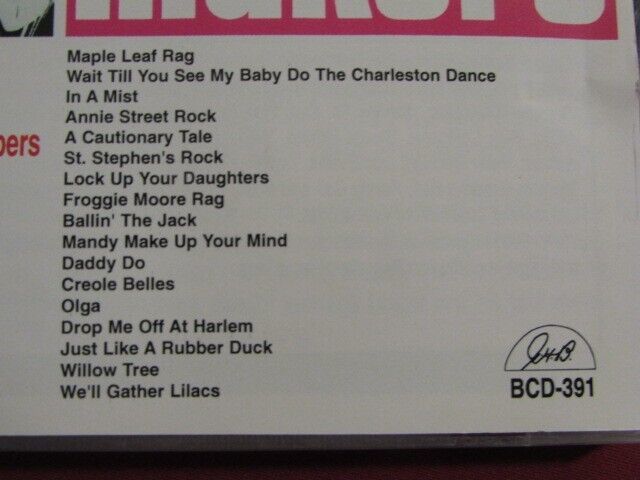 Maple Leaf Rag
Wait Till You See My Baby Do The Charleston Dance
In A Mist
Annie Street Rock
A Cautionary Tale
St. Stephen's Rock
Lock Up Your Daughters
Froggie Moore Rag
Ballin' The Jack
Mandy Make Up Your Mind
Daddy Do
Creole Belles
Olga
Drop Me Off At Harlem
Just Like A Rubber Duck
Willow Tree
We'll Gather Lilacs
BCD-391